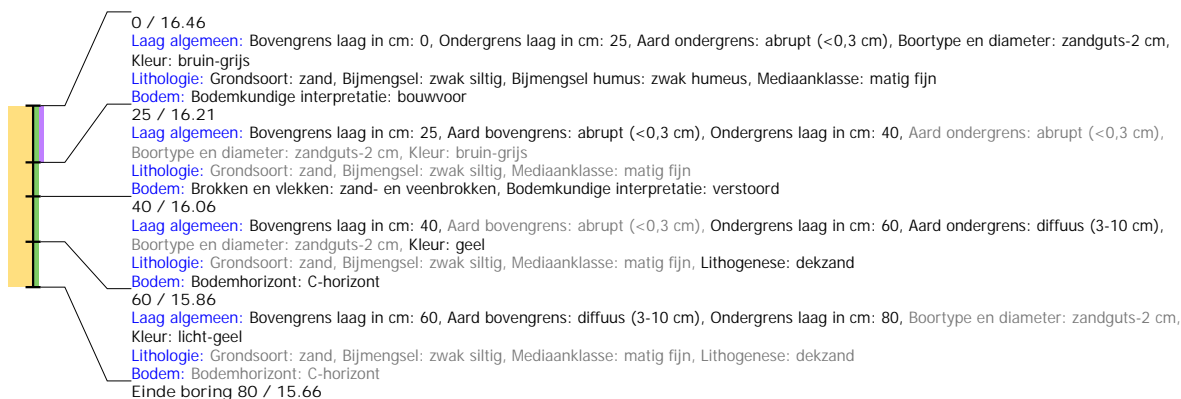 0 / 16.46
Laag algemeen: Bovengrens laag in cm: 0, Ondergrens laag in cm: 25, Aard ondergrens: abrupt (<0,3 cm), Boortype en diameter: zandguts-2 cm,
Kleur: bruin-grijs
Lithologie: Grondsoort: zand, Bijmengsel: zwak siltig, Bijmengsel humus: zwak humeus, Mediaanklasse: matig fijn
Bodem: Bodemkundige interpretatie: bouwvoor
25 / 16.21
Laag algemeen: Bovengrens laag in cm: 25, Aard bovengrens: abrupt (<0,3 cm), Ondergrens laag in cm: 40, Aard ondergrens: abrupt (<0,3 cm),
Boortype en diameter: zandguts-2 cm, Kleur: bruin-grijs
Lithologie: Grondsoort: zand, Bijmengsel: zwak siltig, Mediaanklasse: matig fijn
Bodem: Brokken en vlekken: zand- en veenbrokken, Bodemkundige interpretatie: verstoord
40 / 16.06
Laag algemeen: Bovengrens laag in cm: 40, Aard bovengrens: abrupt (<0,3 cm), Ondergrens laag in cm: 60, Aard ondergrens: diffuus (3-10 cm),
Boortype en diameter: zandguts-2 cm, Kleur: geel
Lithologie: Grondsoort: zand, Bijmengsel: zwak siltig, Mediaanklasse: matig fijn, Lithogenese: dekzand
Bodem: Bodemhorizont: C-horizont
60 / 15.86
Laag algemeen: Bovengrens laag in cm: 60, Aard bovengrens: diffuus (3-10 cm), Ondergrens laag in cm: 80, Boortype en diameter: zandguts-2 cm,
Kleur: licht-geel
Lithologie: Grondsoort: zand, Bijmengsel: zwak siltig, Mediaanklasse: matig fijn, Lithogenese: dekzand
Bodem: Bodemhorizont: C-horizont
Einde boring 80 / 15.66